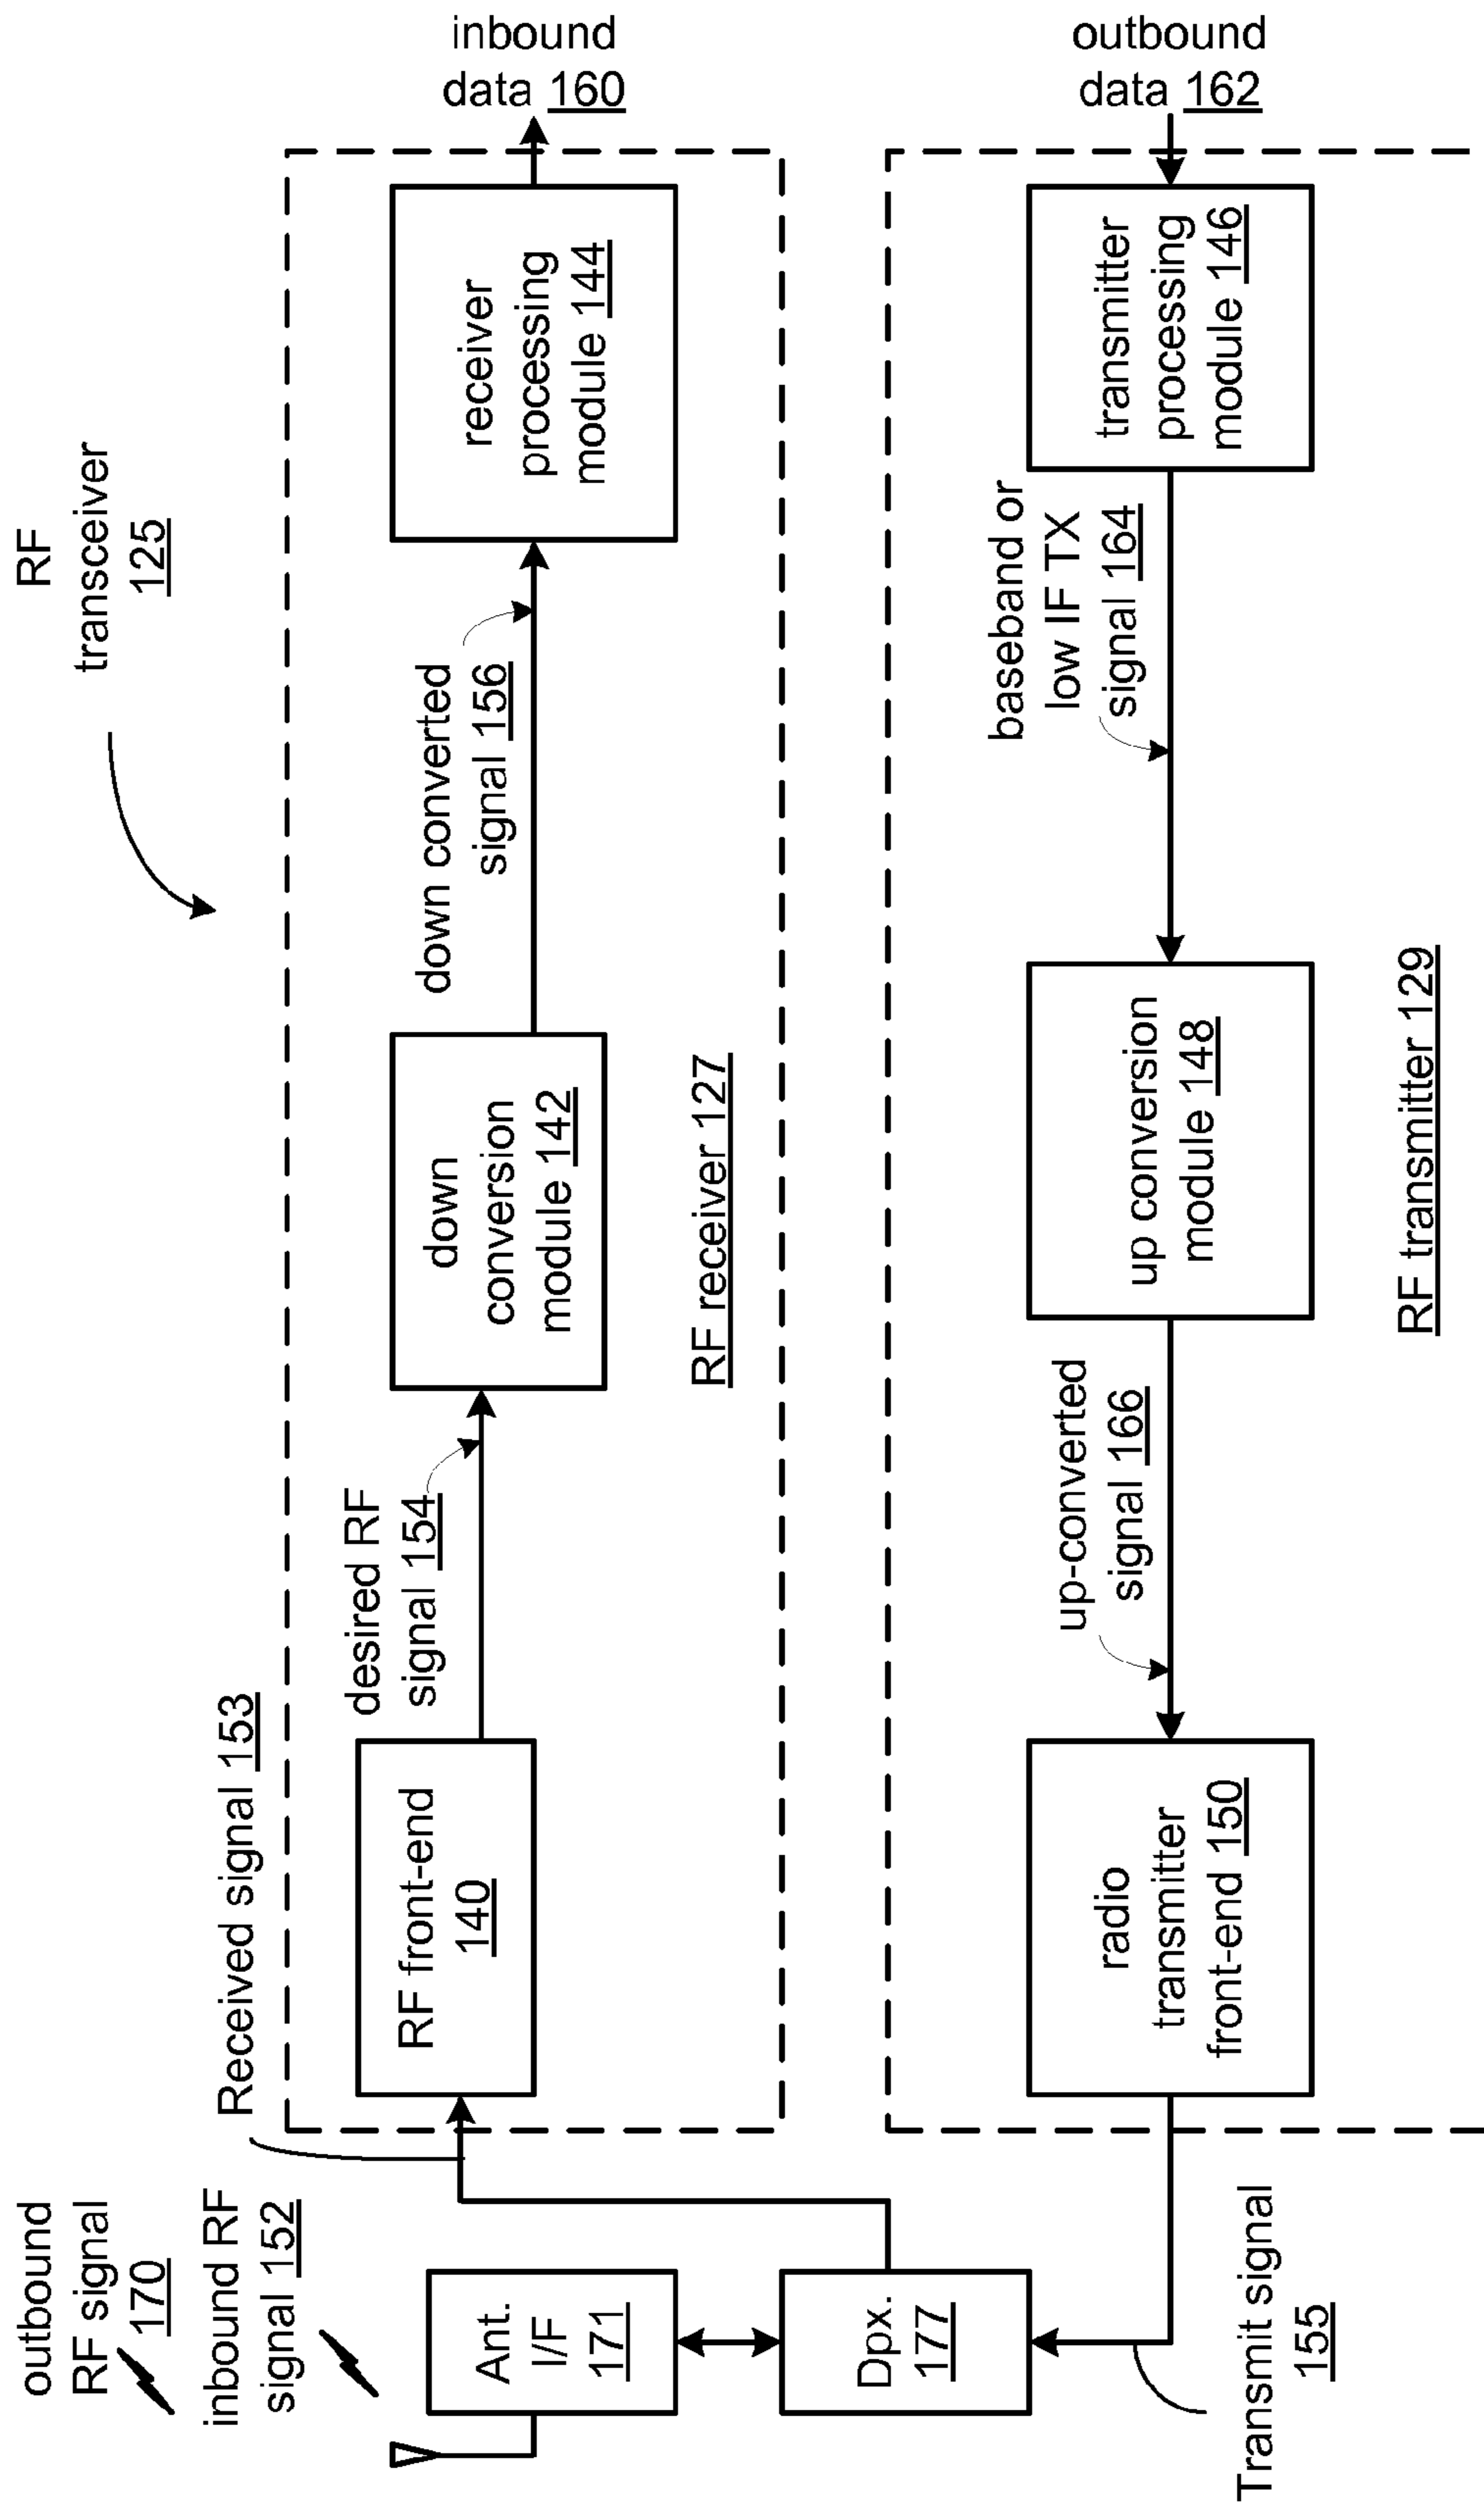 RF
transceiver
125
outbound
RF signal
170
inbound RF
signal 152
Received signal 153
Ant.
I/F
171
Dpx.
177
Transmit signal
155
RF front-end
140
desired RF
signal 154
down
conversion
module 142
down converted
signal 156
receiver
processing
module 144
inbound
data 160
RF receiver 127
radio
transmitter
front-end 150
up-converted
signal 166
up conversion
module 148
baseband or
low IF TX
signal 164
transmitter
processing
module 146
outbound
data 162
RF transmitter 129